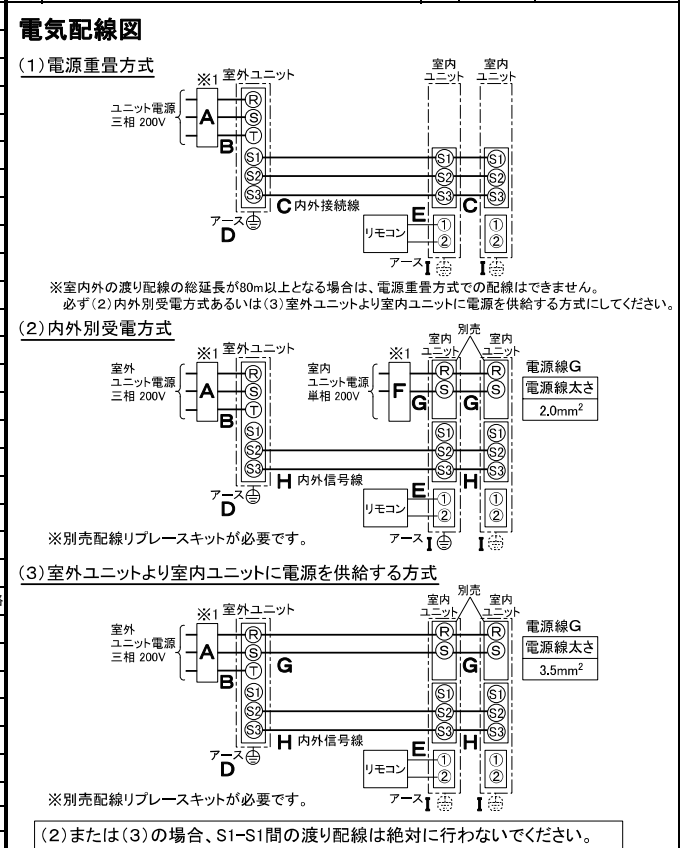 電気配線図
(1)電源重畳方式
※1
室外ユニット
室内
ユニット
室内
ユニット
ユニット電源
三相 200V
A
B
R
S
T
S1
S2
S3
S1
S2
S3
S1
S2
S3
C 内外接続線
C
アース
D
リモコン
E
①
②
①
②
アース I
I
※室内外の渡り配線の総延長が80m以上となる場合は、電源重畳方式での配線はできません。
必ず(2)内外別受電方式あるいは(3)室外ユニットより室内ユニットに電源を供給する方式にしてください。
(2)内外別受電方式
※1
室外ユニット
※1
室内
ユニット
別売
室内
ユニット
室外
ユニット電源
三相 200V
A
B
R
S
T
S1
S2
S3
室内
ユニット電源
単相 200V
F
G
R
S
G
R
S
S1
S2
S3
S1
S2
S3
電源線G
電源線太さ
2.0mm²
H 内外信号線
H
アース
D
リモコン
E
①
②
①
②
アース I
I
※別売配線リプレースキットが必要です。
(3)室外ユニットより室内ユニットに電源を供給する方式
※1
室外ユニット
室内
ユニット
別売
室内
ユニット
室外
ユニット電源
三相 200V
A
B
R
S
T
S1
S2
S3
G
R
S
G
R
S
S1
S2
S3
S1
S2
S3
電源線G
電源線太さ
3.5mm²
H 内外信号線
H
アース
D
リモコン
E
①
②
①
②
アース I
I
※別売配線リプレースキットが必要です。
(2)または(3)の場合、S1-S1間の渡り配線は絶対に行わないでください。